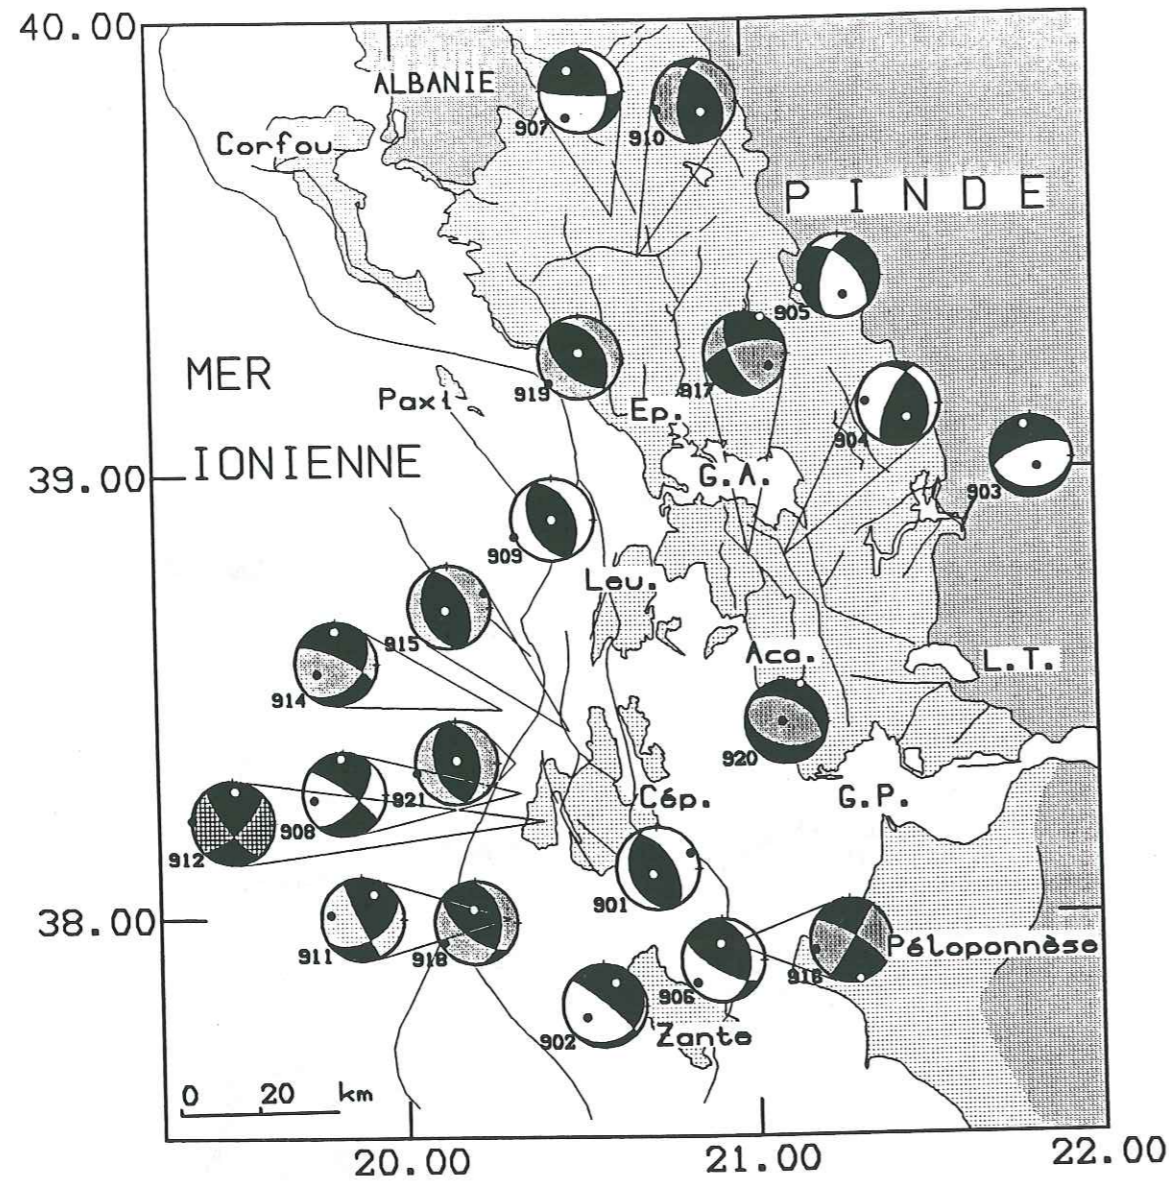 40.00
ALBANIE
907
910
Corfou
PINDE
905
MER
919
917
Paxi
Ep.
904
IONIENNE
G.A.
39.00
903
909
Leu.
915
Aca.
L.T.
914
920
921
Cép.
G.P.
908
912
901
38.00
911
918
916
Péloponnèse
906
902
Zante
0 20 km
20.00
21.00
22.00